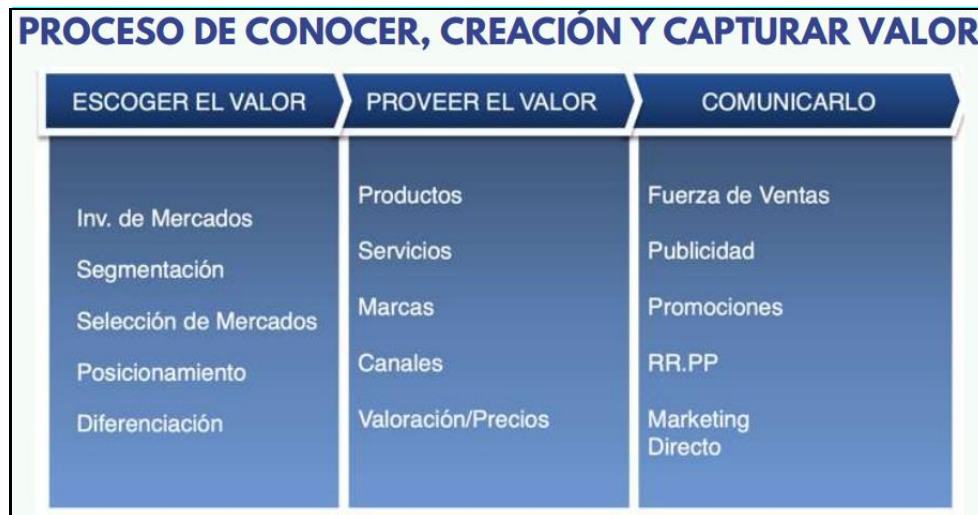 PROCESO DE CONOCER, CREACIÓN Y CAPTURAR VALOR
ESCOGER EL VALOR
PROVEER EL VALOR
COMUNICARLO
Inv. de Mercados
Segmentación
Selección de Mercados
Posicionamiento
Diferenciación
Productos
Servicios
Marcas
Canales
Valoración/Precios
Fuerza de Ventas
Publicidad
Promociones
RR.PP
Marketing
Directo